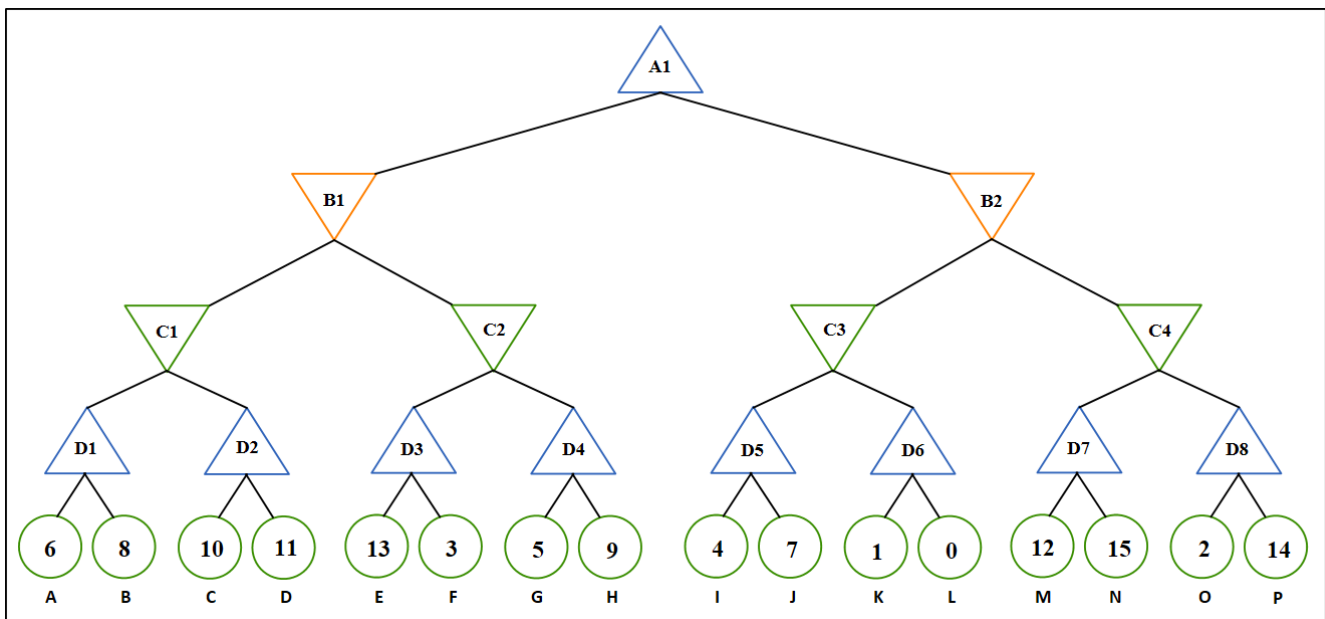 A1
B1 B2
C1 C2 C3 C4
D1 D2 D3 D4 D5 D6 D7 D8
6 8 10 11 13 3 5 9 4 7 1 0 12 15 2 14
A B C D E F G H I J K L M N O P